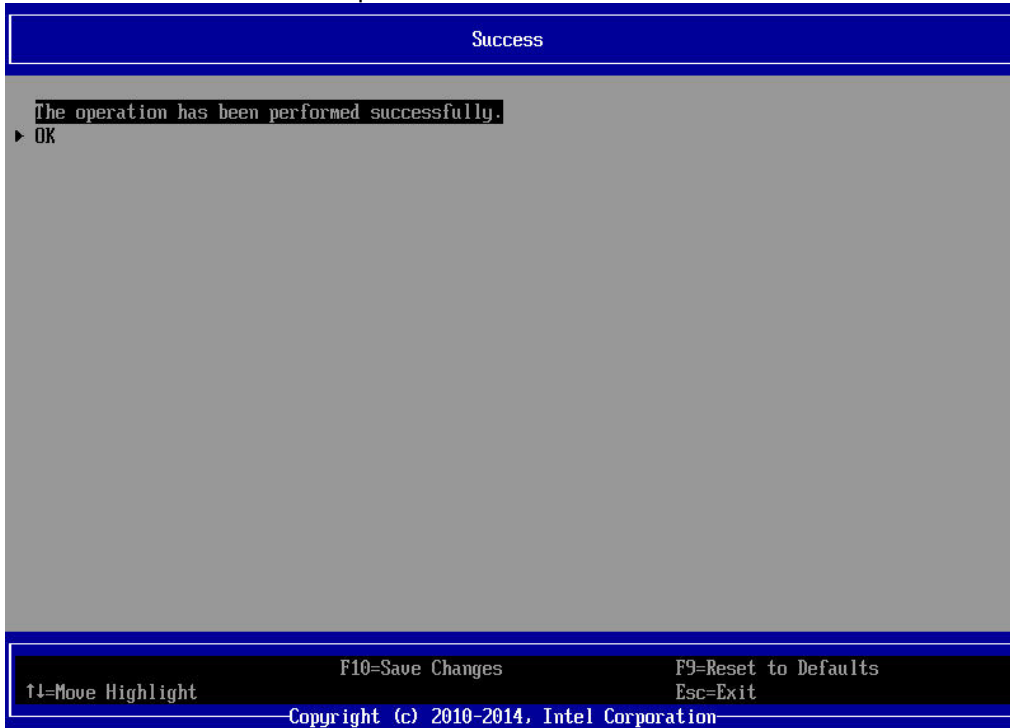 Success
The operation has been performed successfully.
▶ OK
F10=Save Changes F9=Reset to Defaults
↑↓=Move Highlight Esc=Exit
Copyright (c) 2010-2014, Intel Corporation